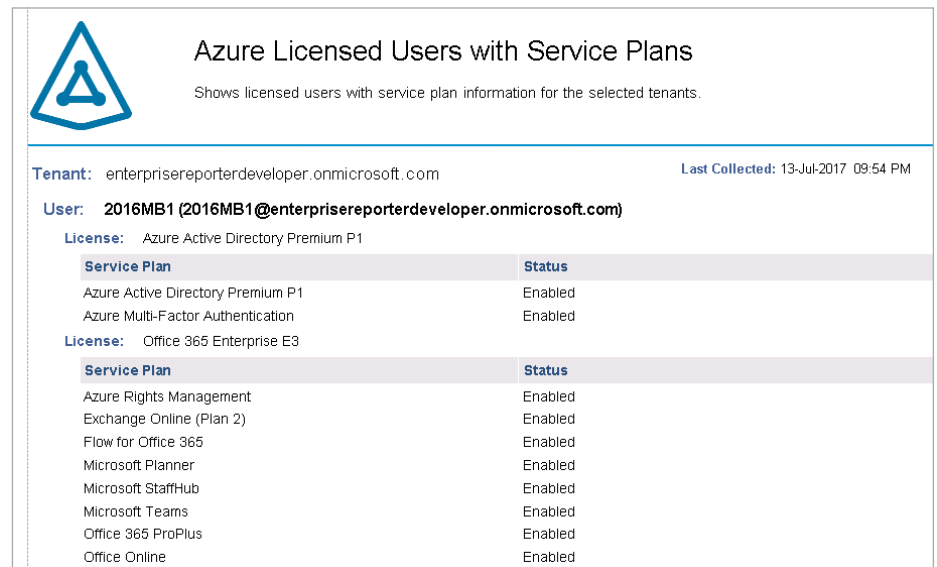 Azure Licensed Users with Service Plans
Shows licensed users with service plan information for the selected tenants.
Tenant: enterprisereporterdeveloper.onmicrosoft.com Last Collected: 13-Jul-2017 09:54 PM
User: 2016MB1 (2016MB1@enterprisereporterdeveloper.onmicrosoft.com)
License: Azure Active Directory Premium P1
Service Plan Status
Azure Active Directory Premium P1 Enabled
Azure Multi-Factor Authentication Enabled
License: Office 365 Enterprise E3
Service Plan Status
Azure Rights Management Enabled
Exchange Online (Plan 2) Enabled
Flow for Office 365 Enabled
Microsoft Planner Enabled
Microsoft StaffHub Enabled
Microsoft Teams Enabled
Office 365 ProPlus Enabled
Office Online Enabled